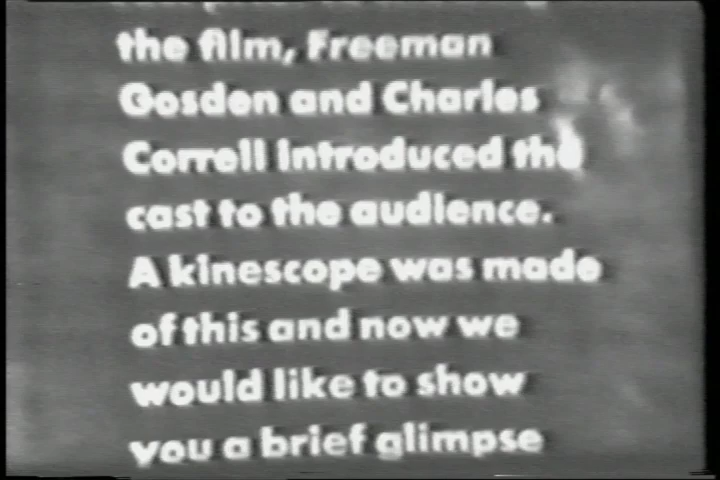 the film, Freeman
Gosden and Charles
Correll introduced the
cast to the audience.
A kinescope was made
of this and now we
would like to show
you a brief glimpse